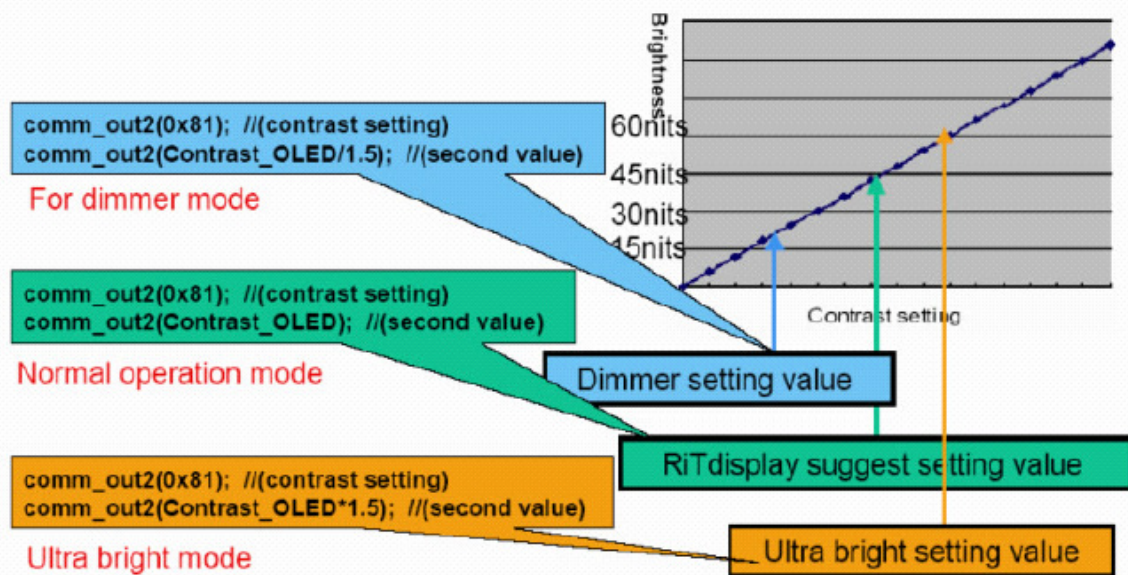 Brightness
60nits
45nits
30nits
15nits
Contrast setting
comm_out2(0x81); //(contrast setting)
comm_out2(Contrast_OLED/1.5); //(second value)
For dimmer mode
comm_out2(0x81); //(contrast setting)
comm_out2(Contrast_OLED); //(second value)
Normal operation mode
Dimmer setting value
RiTdisplay suggest setting value
comm_out2(0x81); //(contrast setting)
comm_out2(Contrast_OLED*1.5); //(second value)
Ultra bright mode
Ultra bright setting value